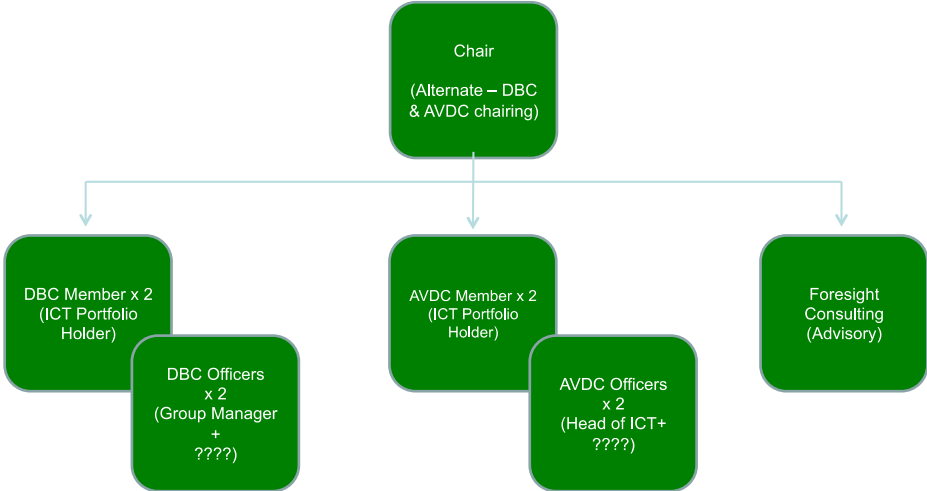 Chair
(Alternate – DBC
& AVDC chairing)
DBC Member x 2
(ICT Portfolio
Holder)
DBC Officers
x 2
(Group Manager
+
????)
AVDC Member x 2
(ICT Portfolio
Holder)
AVDC Officers
x 2
(Head of ICT+
????)
Foresight
Consulting
(Advisory)